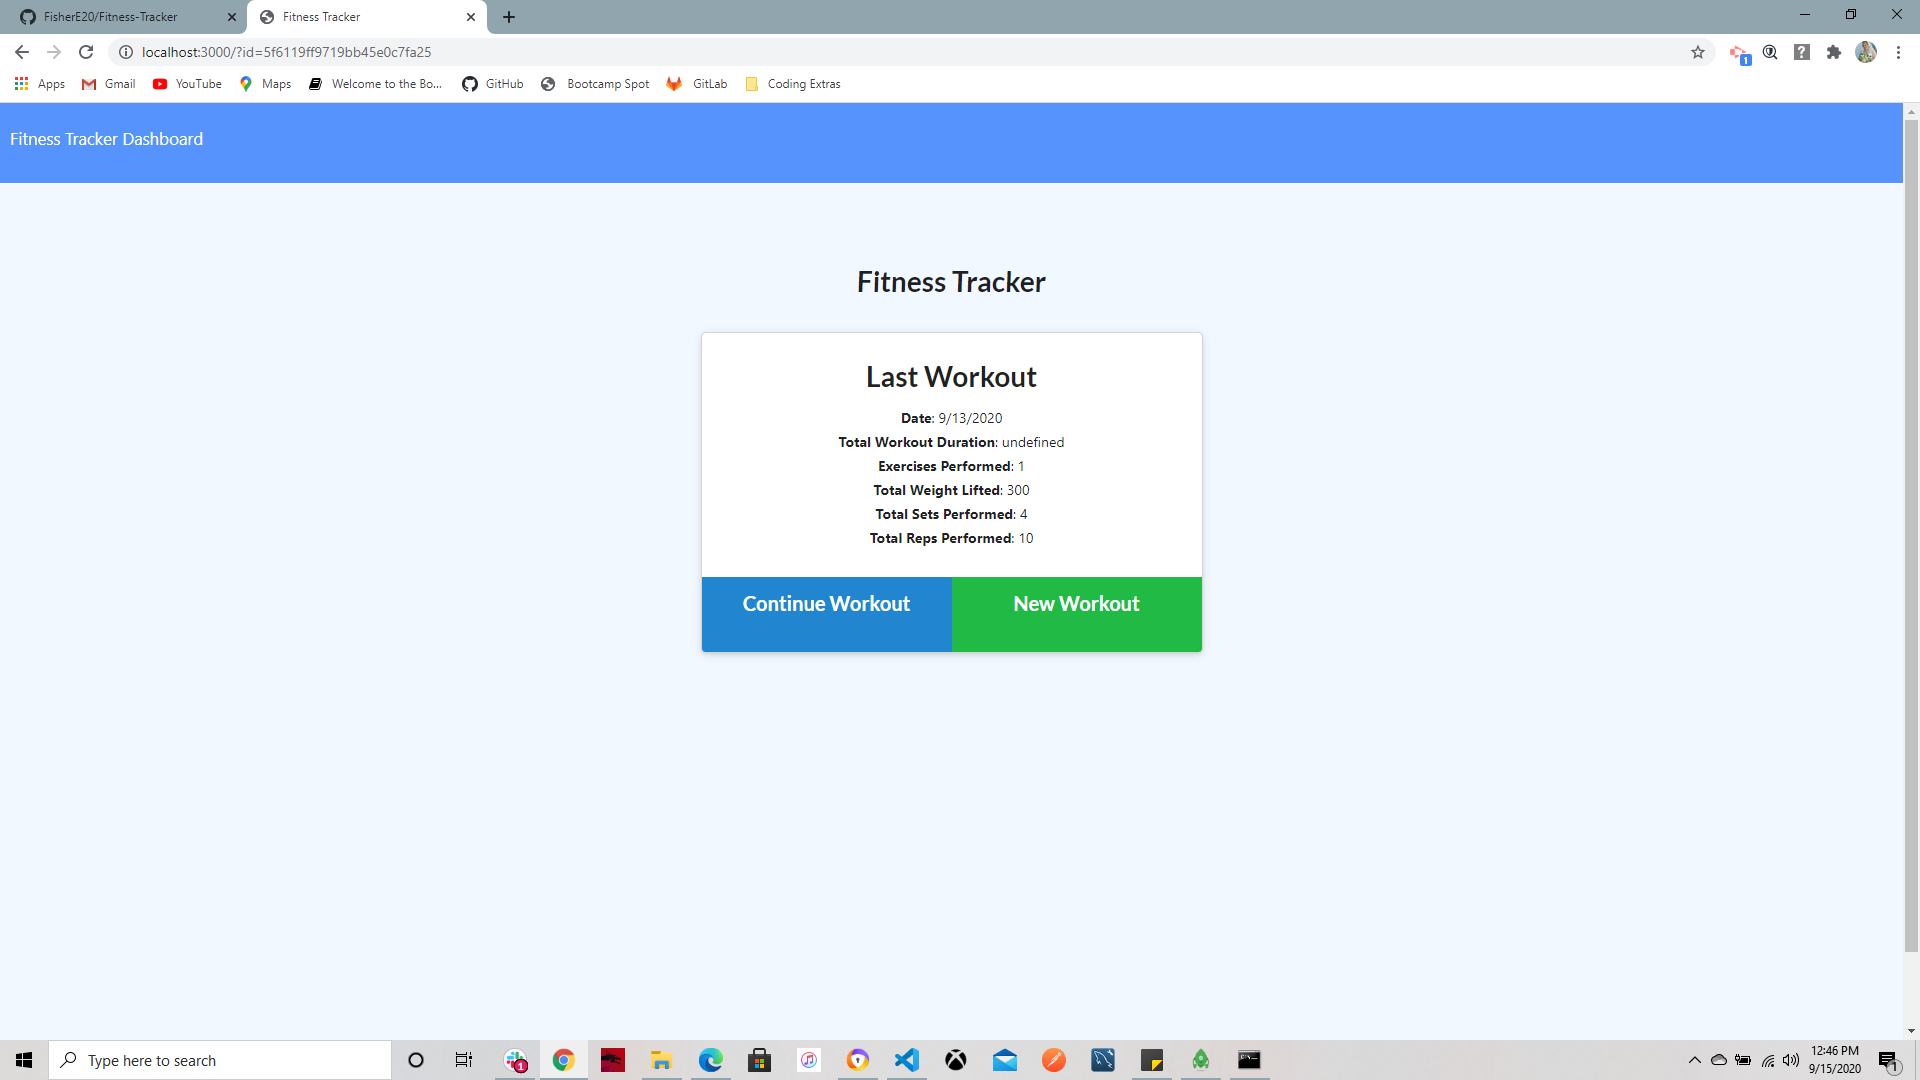 FisherE20/Fitness-Tracker
Fitness Tracker
localhost:3000/?id=5f6119ff9719bb45e0c7fa25
1
Apps
Gmail
YouTube
Maps
Welcome to the Bo...
GitHub
Bootcamp Spot
GitLab
Coding Extras
Fitness Tracker Dashboard
Fitness Tracker
Last Workout
Date: 9/13/2020
Total Workout Duration: undefined
Exercises Performed: 1
Total Weight Lifted: 300
Total Sets Performed: 4
Total Reps Performed: 10
Continue Workout
New Workout
Type here to search
1
12:46 PM
9/15/2020
1